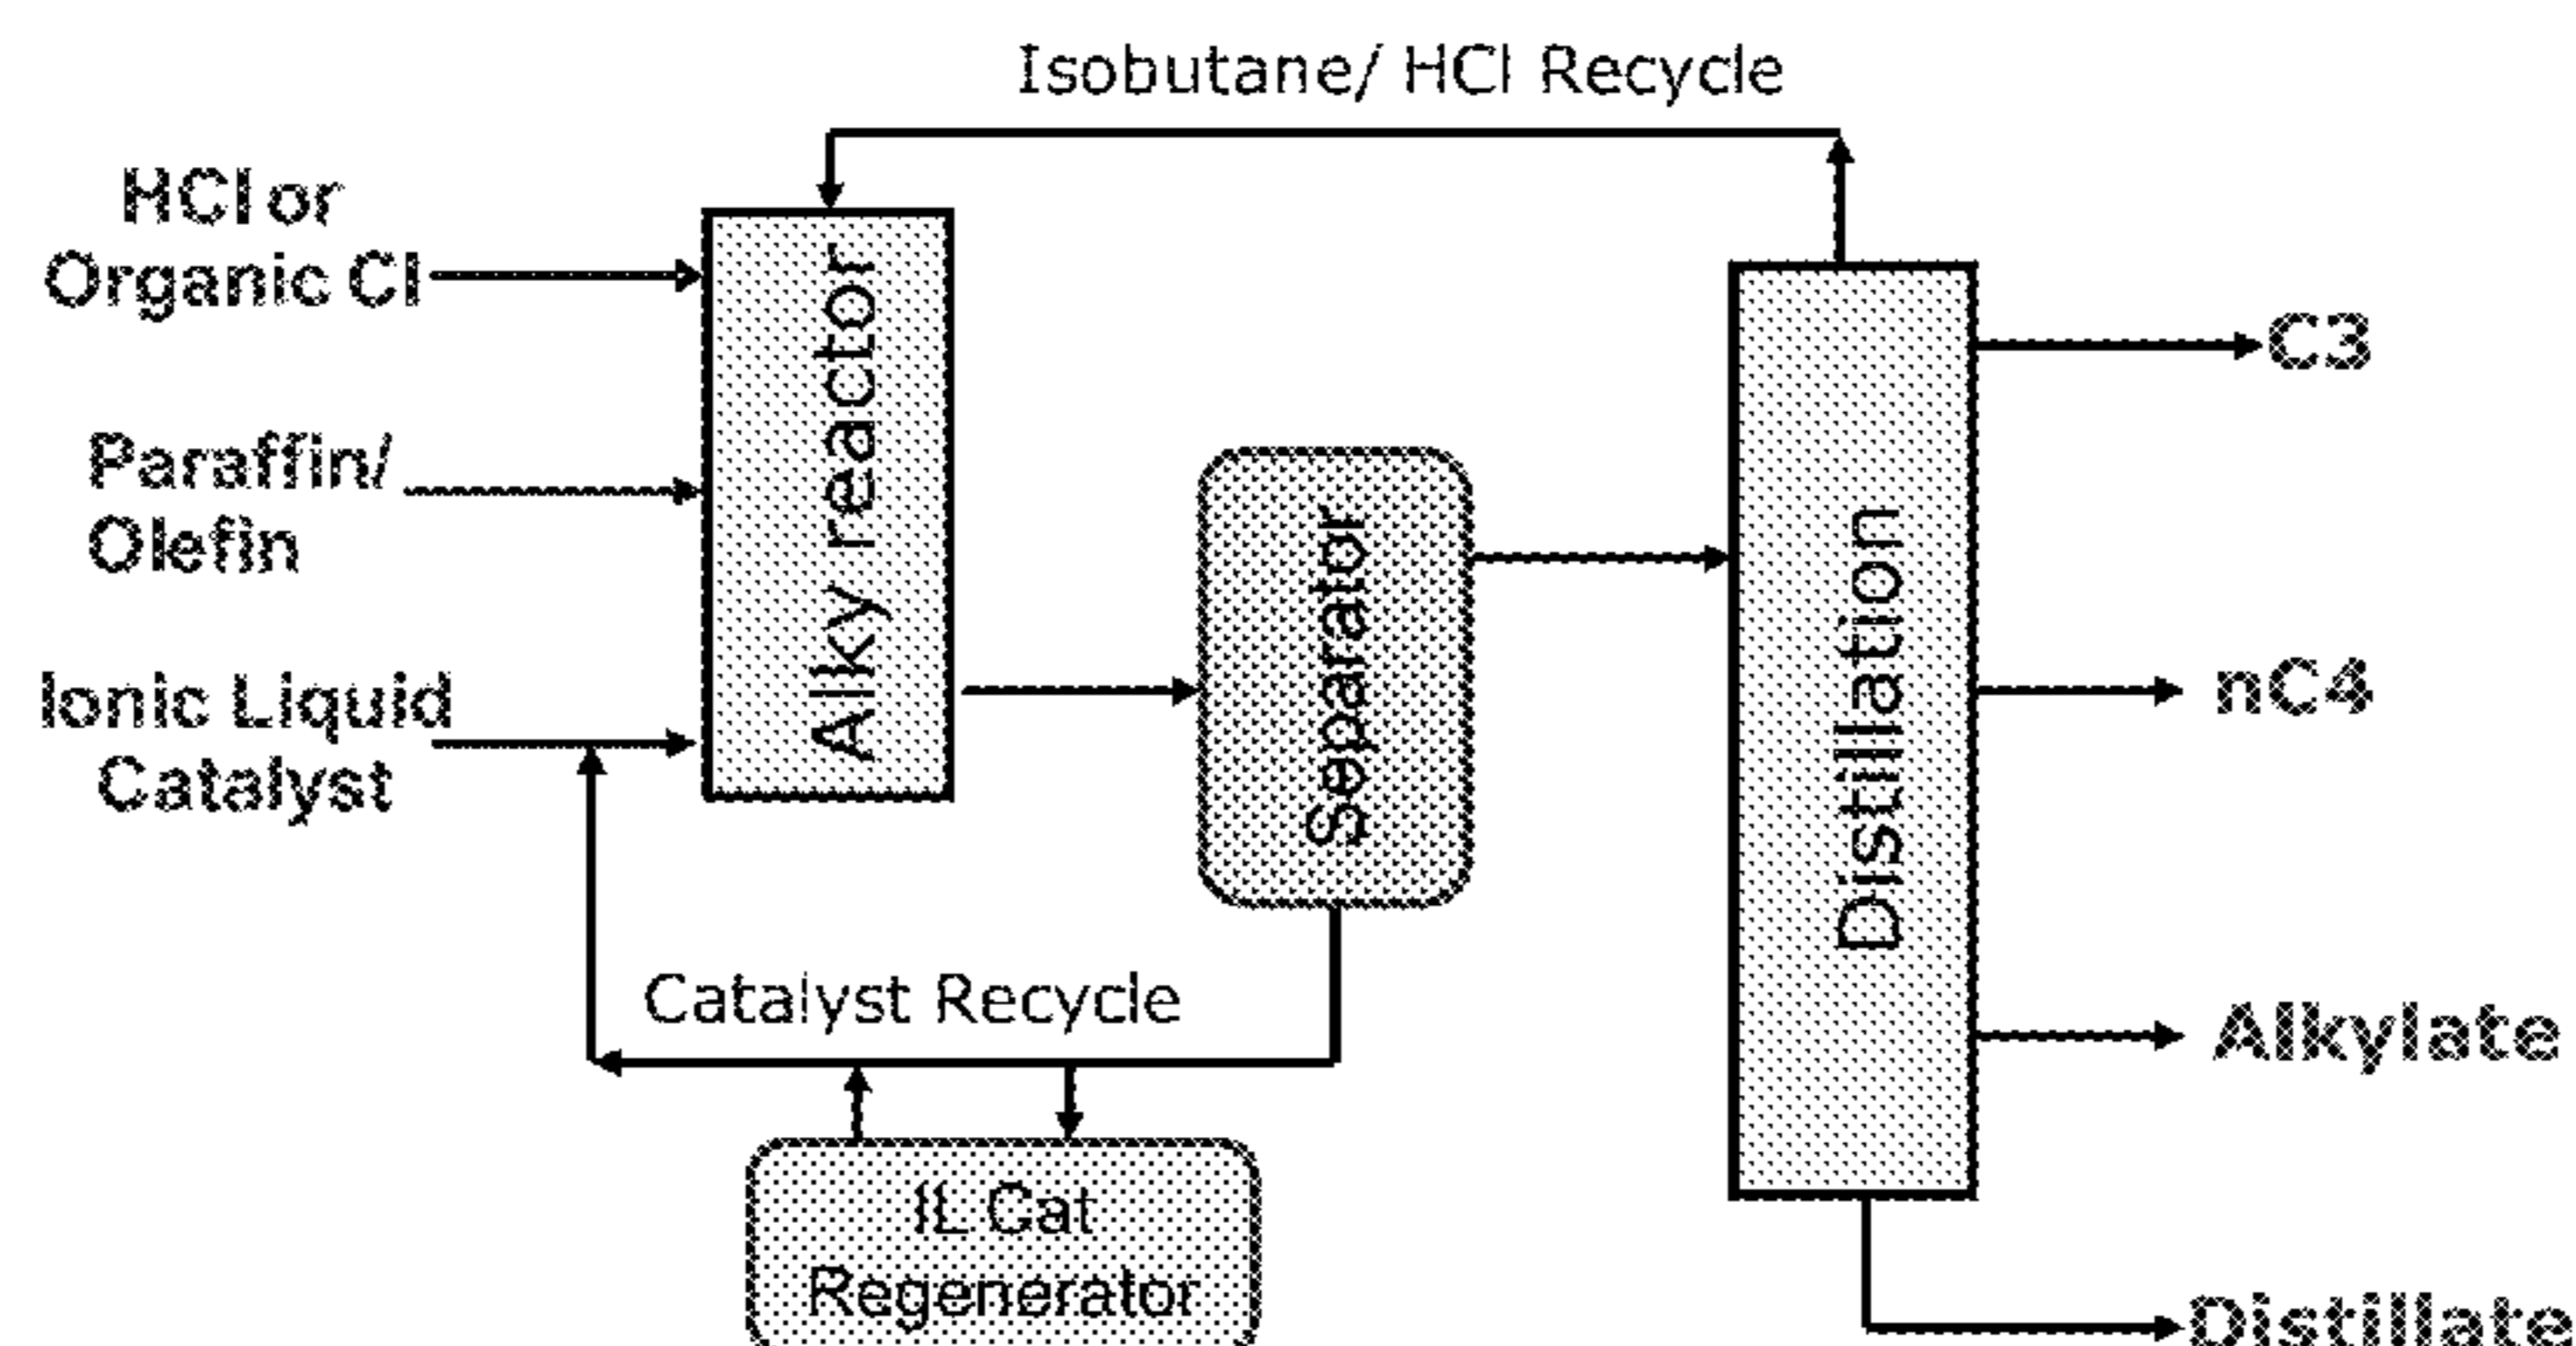 Isobutane/ HCl Recycle
HCl or
Organic Cl
Paraffin/
Olefin
Ionic Liquid
Catalyst
Alky reactor
Separator
Distillation
C3
nC4
Alkylate
Distillate
Catalyst Recycle
IL Cat
Regenerator